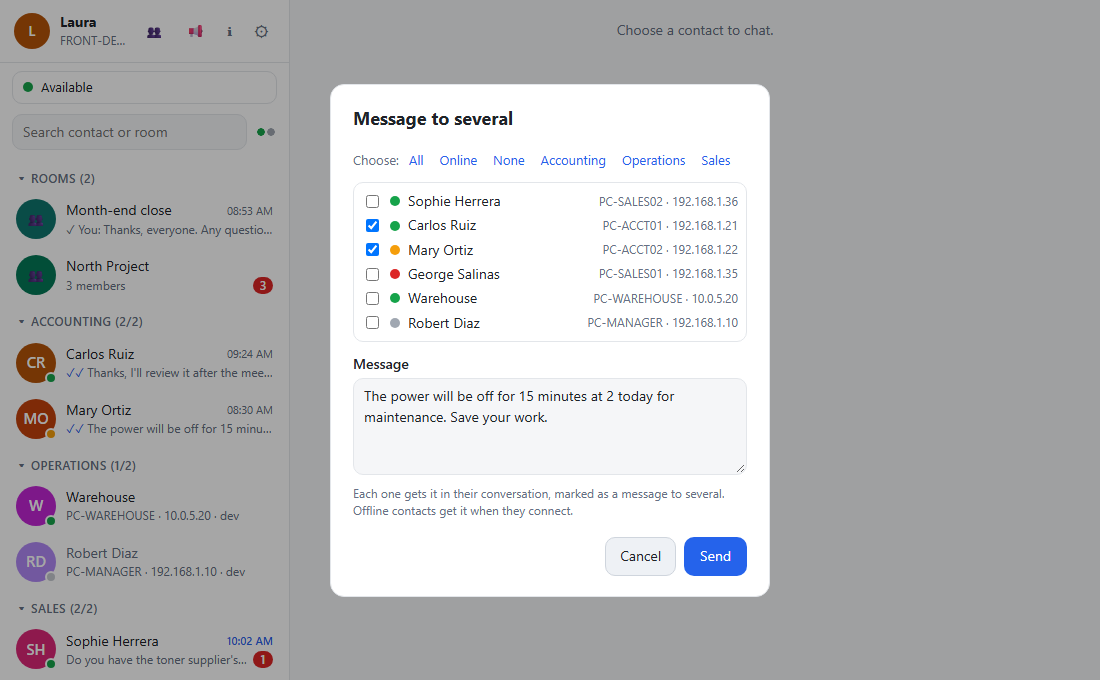 L
Laura
FRONT-DE...
Available
Search contact or room
ROOMS (2)
Month-end close 08:53 AM
✓ You: Thanks, everyone. Any questio...
North Project
3 members 3
ACCOUNTING (2/2)
CR
Carlos Ruiz 09:24 AM
✓✓ Thanks, I'll review it after the mee...
MO
Mary Ortiz 08:30 AM
✓✓ The power will be off for 15 minu...
OPERATIONS (1/2)
W
Warehouse
PC-WAREHOUSE · 10.0.5.20 · dev
RD
Robert Diaz
PC-MANAGER · 192.168.1.10 · dev
SALES (2/2)
SH
Sophie Herrera 10:02 AM
Do you have the toner supplier's... 1
Choose a contact to chat.
Message to several
Choose: All Online None Accounting Operations Sales
Sophie Herrera PC-SALES02 · 192.168.1.36
Carlos Ruiz PC-ACCT01 · 192.168.1.21
Mary Ortiz PC-ACCT02 · 192.168.1.22
George Salinas PC-SALES01 · 192.168.1.35
Warehouse PC-WAREHOUSE · 10.0.5.20
Robert Diaz PC-MANAGER · 192.168.1.10
Message
The power will be off for 15 minutes at 2 today for
maintenance. Save your work.
Each one gets it in their conversation, marked as a message to several.
Offline contacts get it when they connect.
Cancel Send